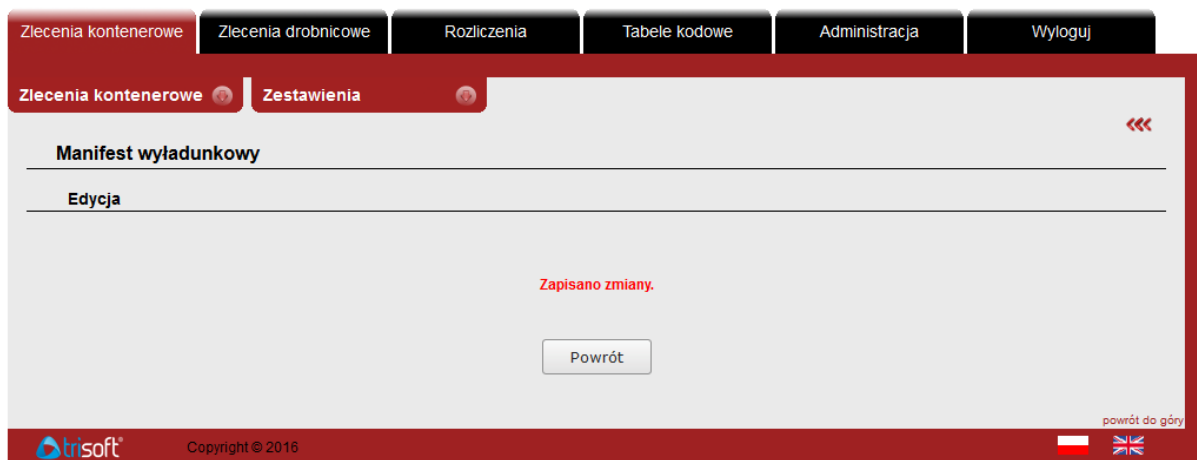 Zlecenia kontenerowe Zlecenia drobnicowe Rozliczenia Tabele kodowe Administracja Wyloguj
Zlecenia kontenerowe Zestawienia
Manifest wyładunkowy
Edycja
Zapisano zmiany.
Powrót
powrót do góry
trisoft® Copyright © 2016